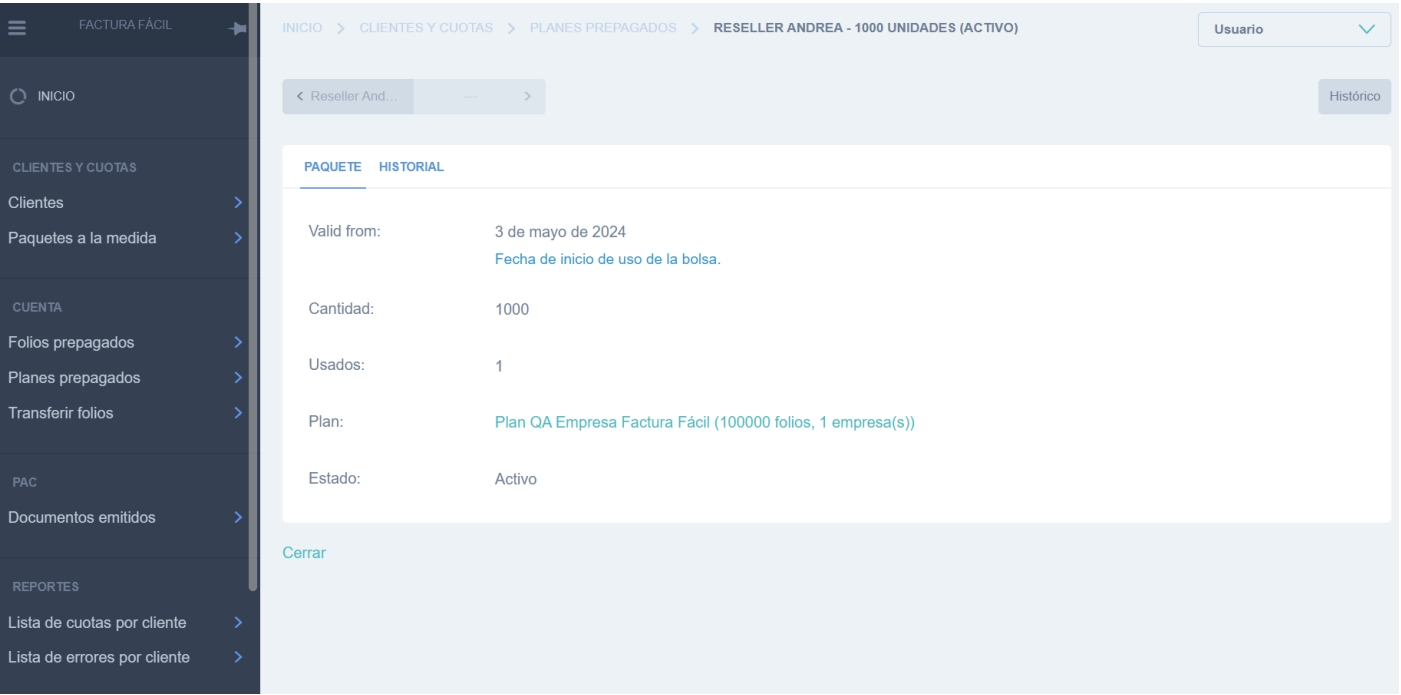 FACTURA FÁCIL
INICIO
CLIENTES Y CUOTAS
Clientes
Paquetes a la medida
CUENTA
Folios prepagados
Planes prepagados
Transferir folios
PAC
Documentos emitidos
REPORTES
Lista de cuotas por cliente
Lista de errores por cliente
INICIO > CLIENTES Y CUOTAS > PLANES PREPAGADOS > RESELLER ANDREA - 1000 UNIDADES (ACTIVO)
Usuario
< Reseller And... --- >
Histórico
PAQUETE HISTORIAL
Valid from: 3 de mayo de 2024
Fecha de inicio de uso de la bolsa.
Cantidad: 1000
Usados: 1
Plan: Plan QA Empresa Factura Fácil (100000 folios, 1 empresa(s))
Estado: Activo
Cerrar